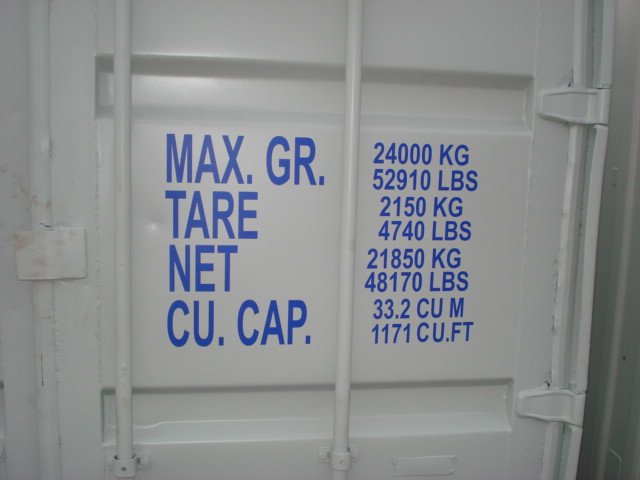 MAX. GR. 24000 KG
52910 LBS
TARE 2150 KG
4740 LBS
NET 21850 KG
48170 LBS
CU. CAP. 33.2 CU M
1171 CU.FT